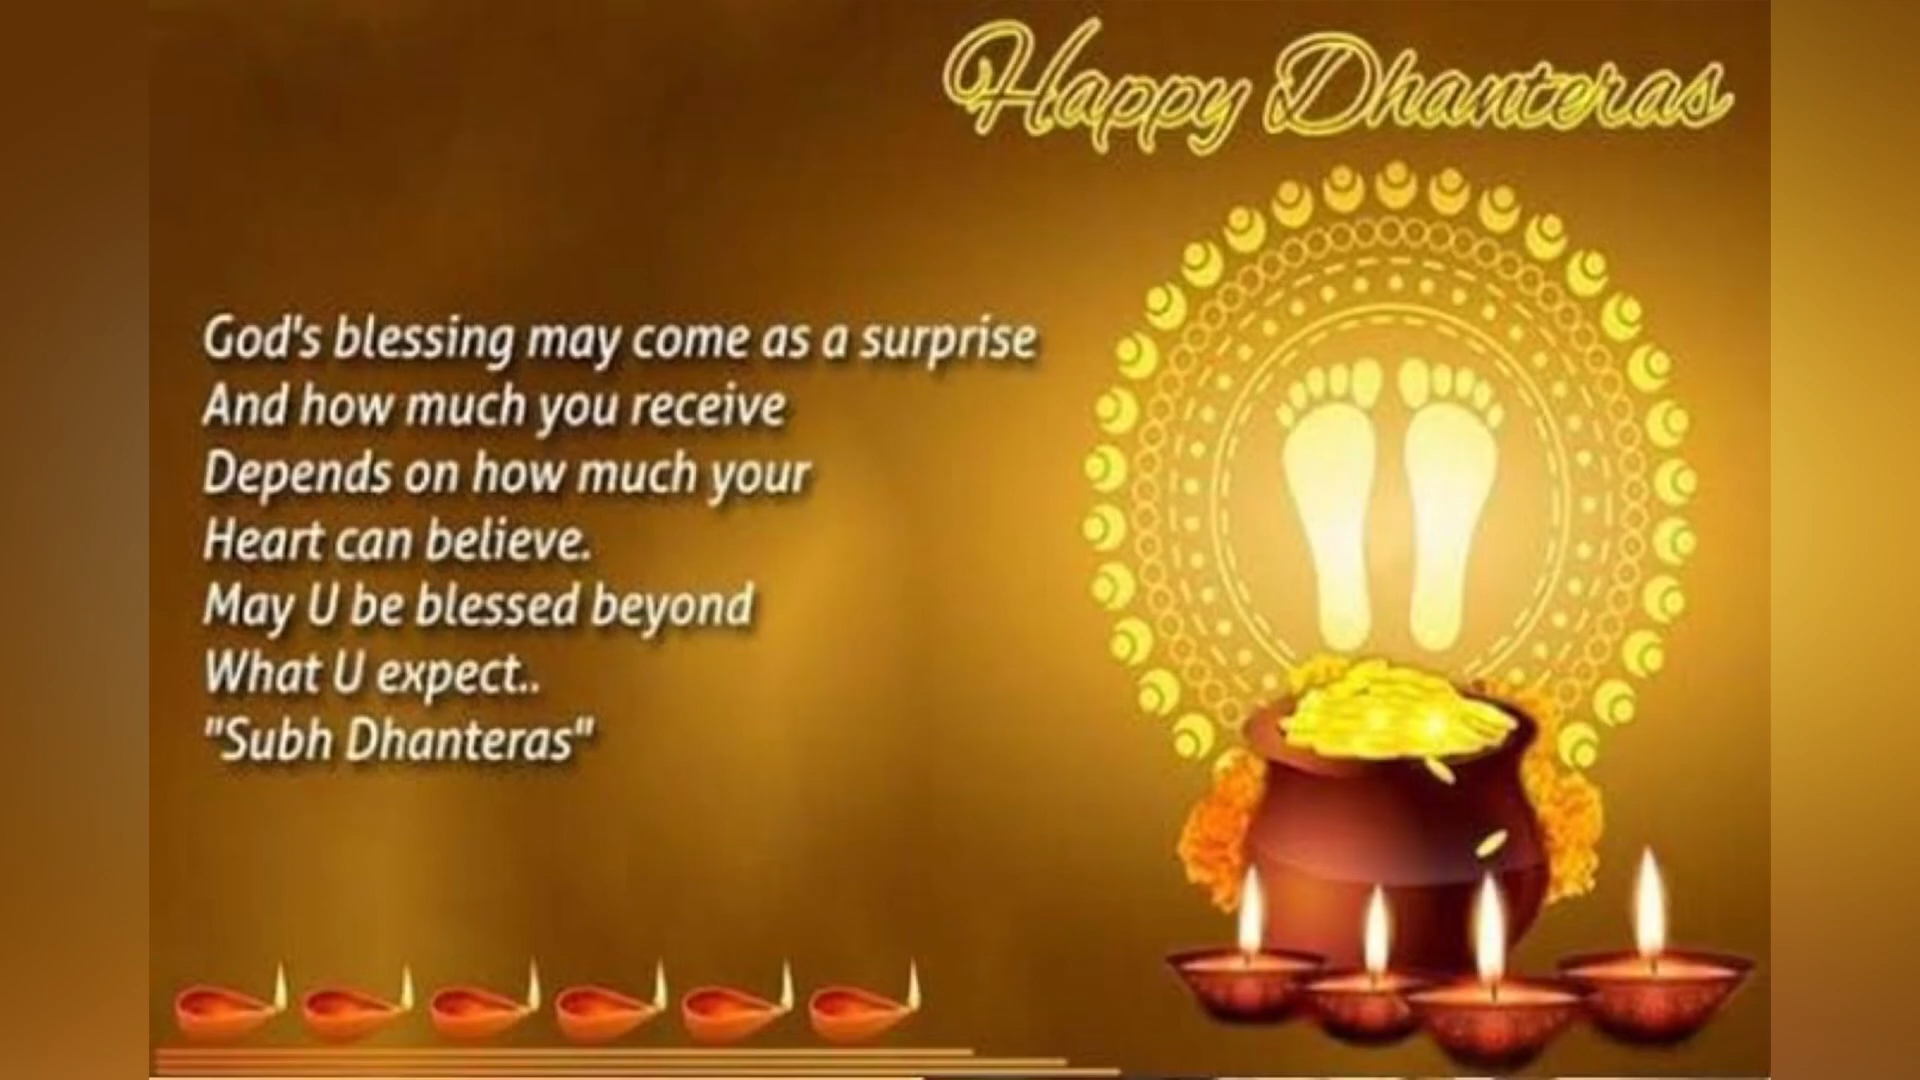 Happy Dhanteras
God's blessing may come as a surprise
And how much you receive
Depends on how much your
Heart can believe.
May U be blessed beyond
What U expect..
"Subh Dhanteras"